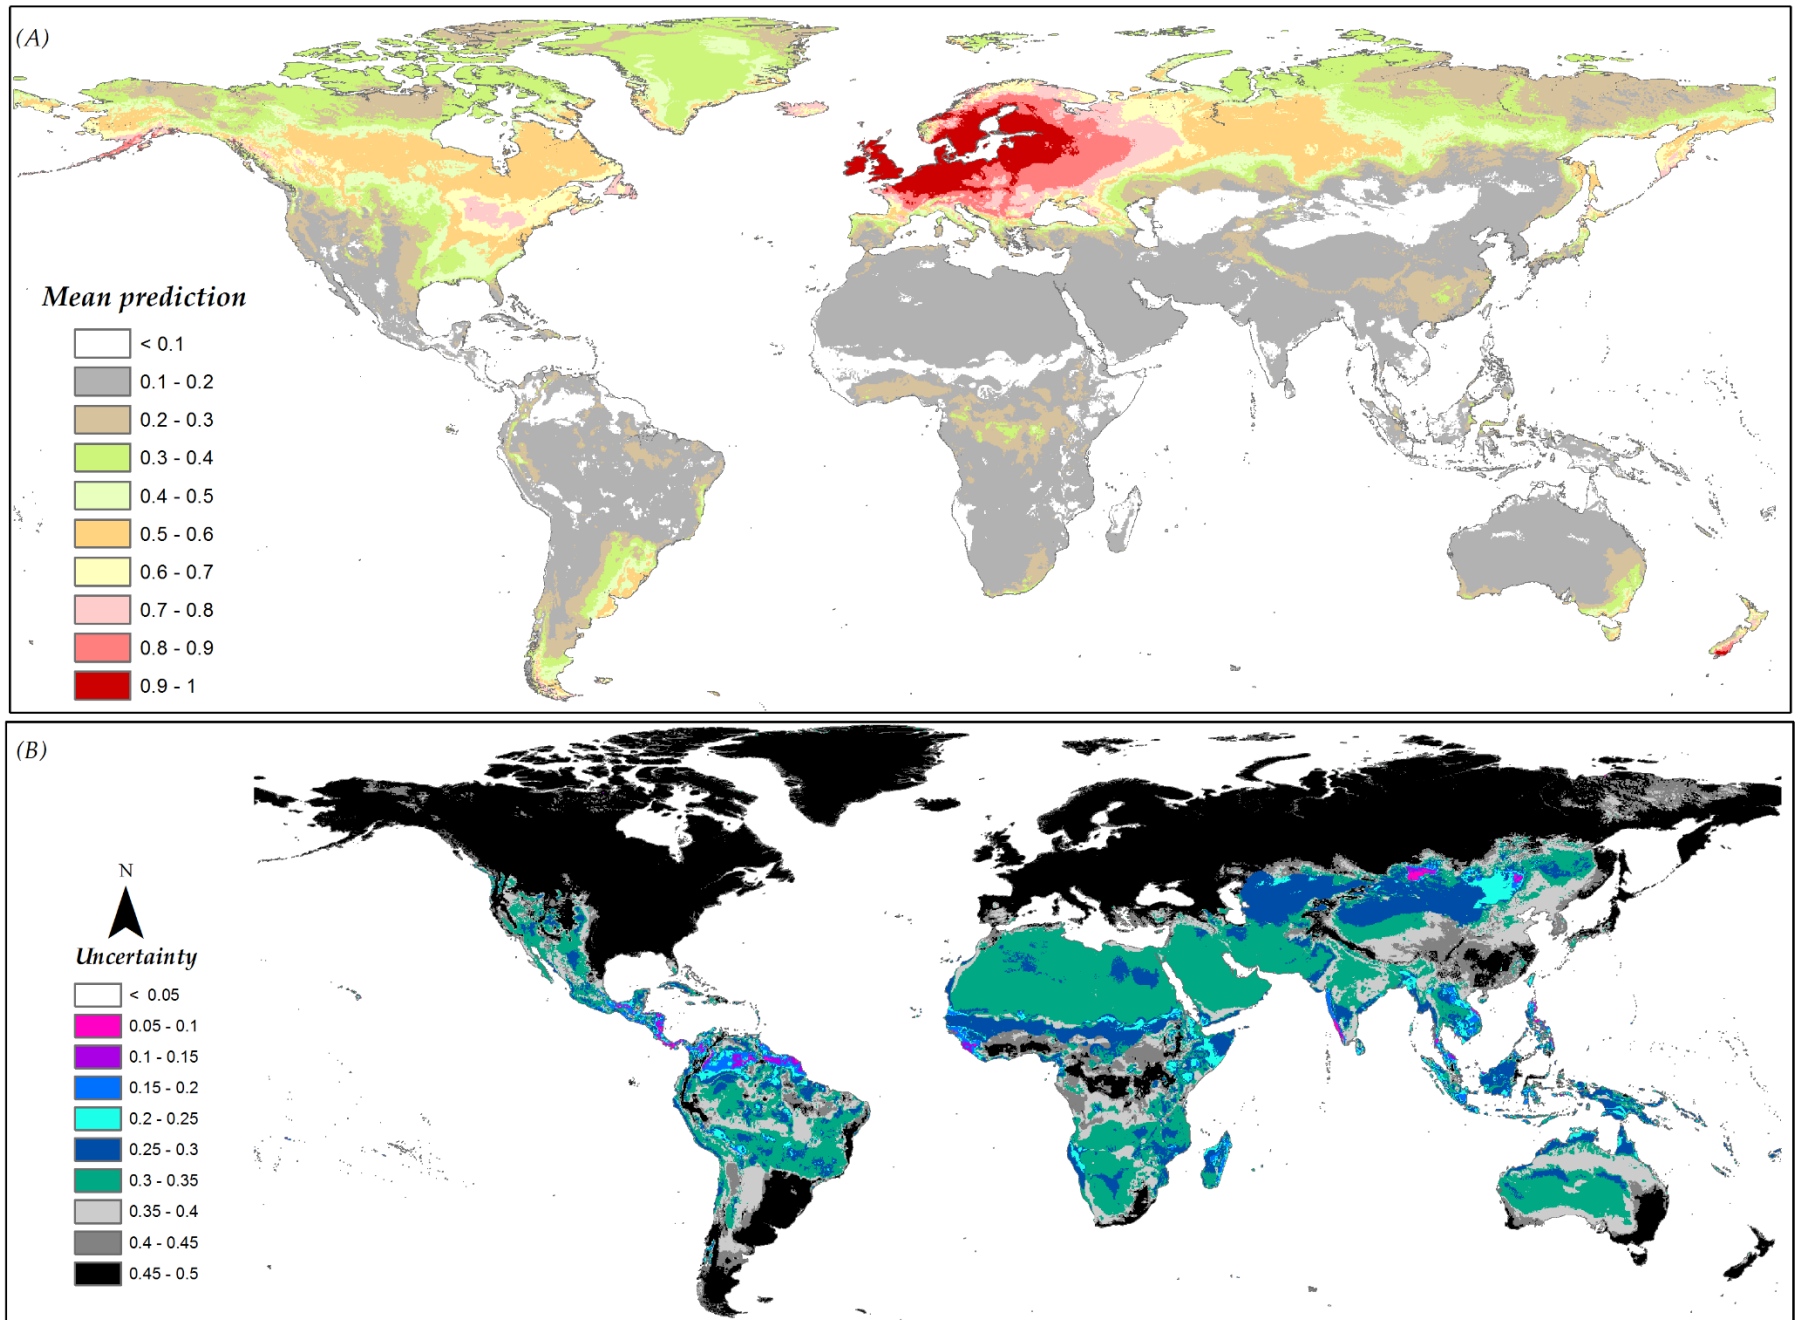 (A)
Mean prediction
< 0.1
0.1 - 0.2
0.2 - 0.3
0.3 - 0.4
0.4 - 0.5
0.5 - 0.6
0.6 - 0.7
0.7 - 0.8
0.8 - 0.9
0.9 - 1
(B)
N
Uncertainty
< 0.05
0.05 - 0.1
0.1 - 0.15
0.15 - 0.2
0.2 - 0.25
0.25 - 0.3
0.3 - 0.35
0.35 - 0.4
0.4 - 0.45
0.45 - 0.5